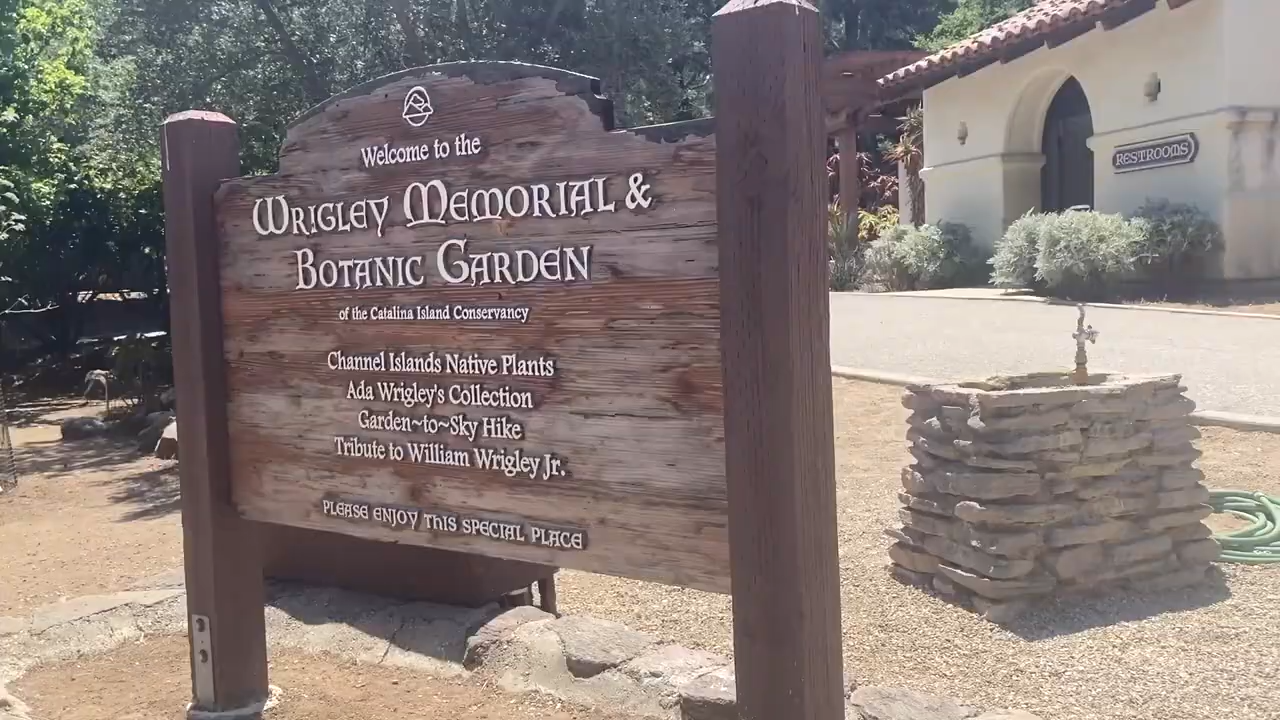 Welcome to the
WRIGLEY MEMORIAL &
BOTANIC GARDEN
of the Catalina Island Conservancy
Channel Islands Native Plants
Ada Wrigley's Collection
Garden~to~Sky Hike
Tribute to William Wrigley Jr.
PLEASE ENJOY THIS SPECIAL PLACE
RESTROOMS